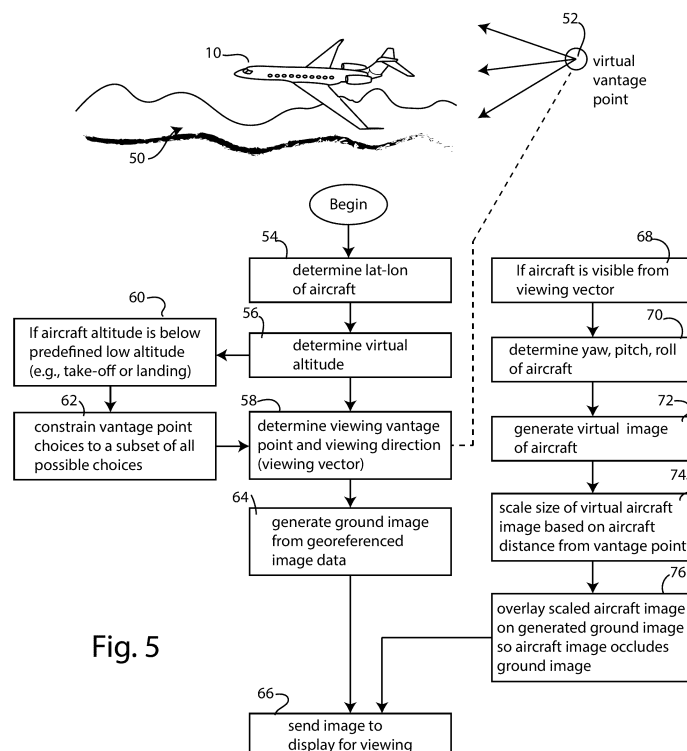 52
10
virtual
vantage
point
50
Begin
54
determine lat-lon
of aircraft
56
determine virtual
altitude
60
If aircraft altitude is below
predefined low altitude
(e.g., take-off or landing)
62
constrain vantage point
choices to a subset of all
possible choices
58
determine viewing vantage
point and viewing direction
(viewing vector)
64
generate ground image
from georeferenced
image data
68
If aircraft is visible from
viewing vector
70
determine yaw, pitch, roll
of aircraft
72
generate virtual image
of aircraft
74
scale size of virtual aircraft
image based on aircraft
distance from vantage point
76
overlay scaled aircraft image
on generated ground image
so aircraft image occludes
ground image
Fig. 5
66
send image to
display for viewing